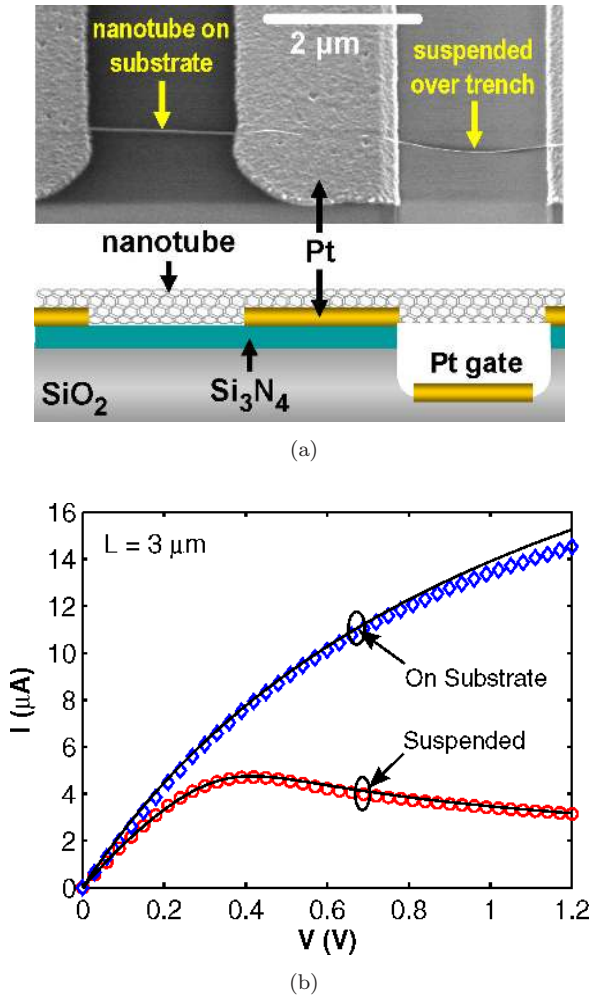 nanotube on
substrate
2 μm
suspended
over trench
nanotube
Pt
Pt gate
Si3N4
SiO2
(a)
16
14
12
10
8
6
4
2
0
I (μA)
L = 3 μm
On Substrate
Suspended
0
0.2
0.4
0.6
0.8
1
1.2
V (V)
(b)